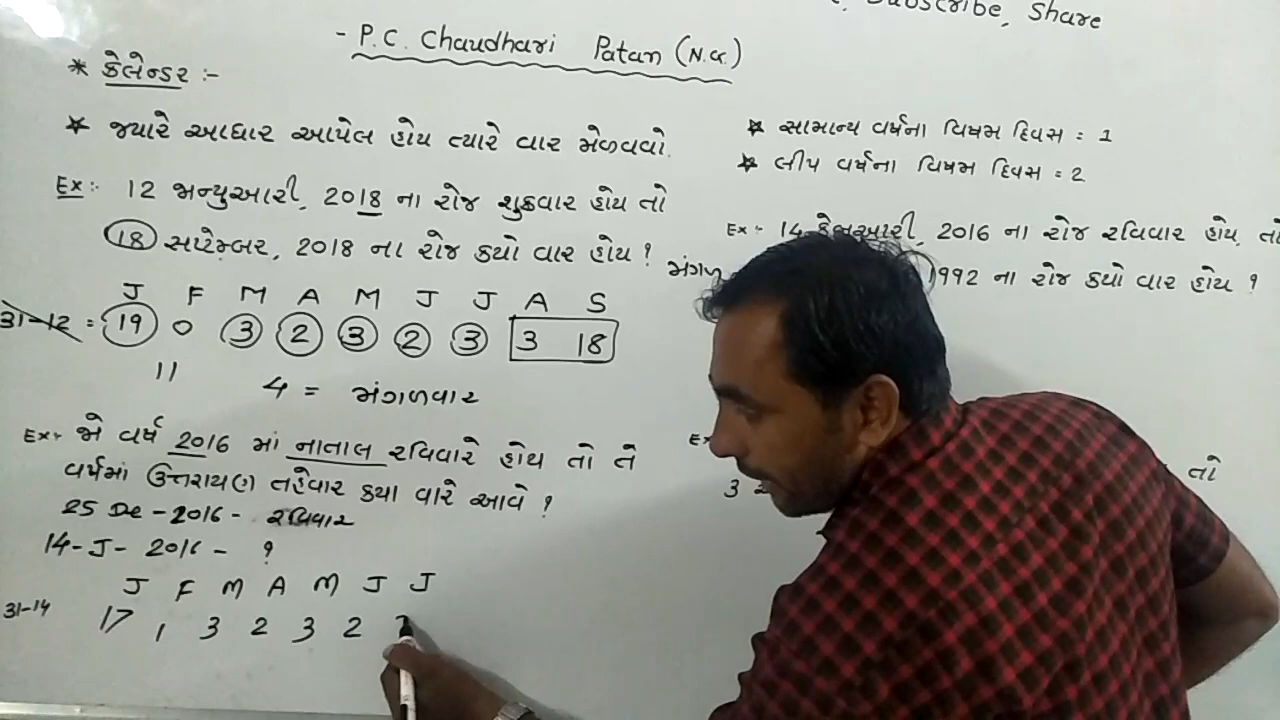 Subscribe, Share
- P.C. Chaudhari Patan (N.G.)
* કેલેન્ડર :-
* જ્યારે આધાર આપેલ હોય ત્યારે વાર મેળવવો.
Ex:- 12 જાન્યુઆરી, 2018 ના રોજ શુક્રવાર હોય તો
18 સપ્ટેમ્બર, 2018 ના રોજ કયો વાર હોય ?
J F M A M J J A S
31-12 = 19 0 3 2 3 2 3 3 18
11
4 = મંગળવાર
Ex:- જો વર્ષ 2016 માં નાતાલ રવિવારે હોય તો તે
વર્ષમાં ઉત્તરાયણ તહેવાર કયા વારે આવે ?
25 De - 2016 - રવિવાર
14 - J - 2016 - ?
J F M A M J J
31-14 17 1 3 2 3 2
* સામાન્ય વર્ષના વિષમ દિવસ = 1
* લીપ વર્ષના વિષમ દિવસ = 2
Ex:- 14 ફેબ્રુઆરી, 2016 ના રોજ રવિવાર હોય, તો
મંગળ 1992 ના રોજ કયો વાર હોય ?
Ex
તો
3